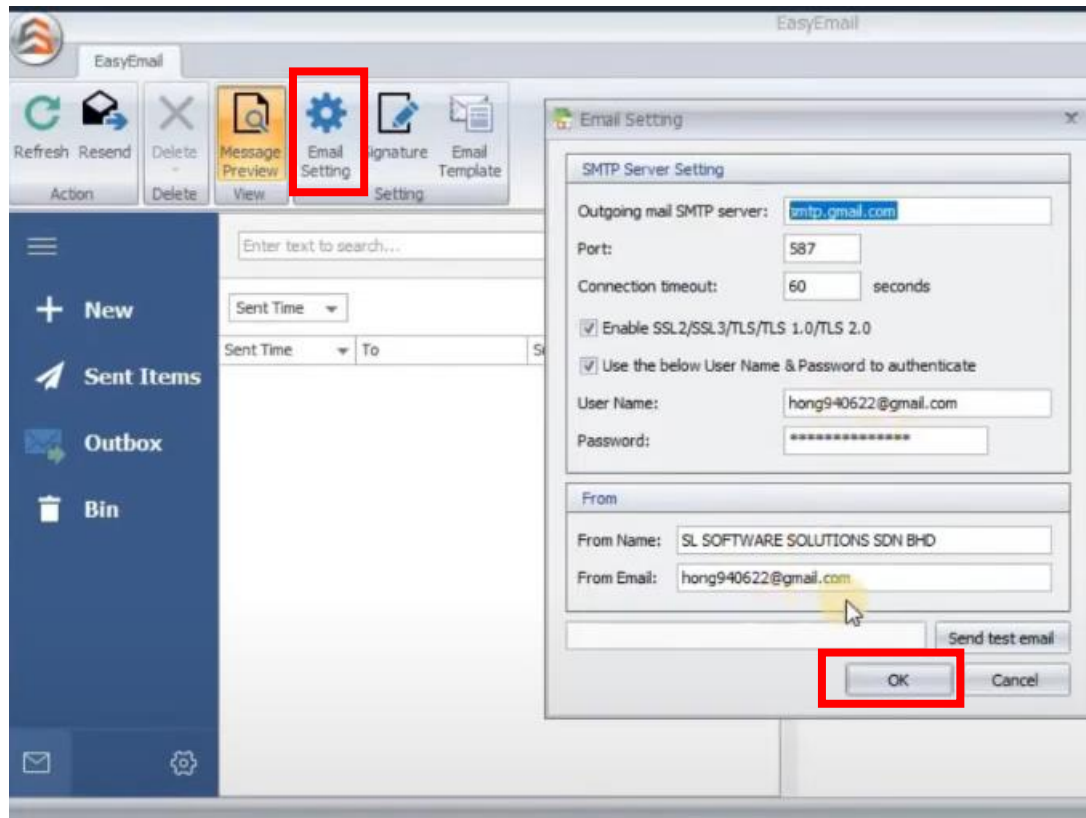 EasyEmail
EasyEmail
Refresh Resend Delete Message Preview Email Setting Signature Email Template
Action Delete View Setting
Email Setting
SMTP Server Setting
Outgoing mail SMTP server: smtp.gmail.com
Port: 587
Connection timeout: 60 seconds
Enable SSL2/SSL3/TLS/TLS 1.0/TLS 2.0
Use the below User Name & Password to authenticate
User Name: hong940622@gmail.com
Password: **************
From
From Name: SL SOFTWARE SOLUTIONS SDN BHD
From Email: hong940622@gmail.com
Send test email
OK Cancel
Enter text to search...
Sent Time
Sent Time To
New
Sent Items
Outbox
Bin